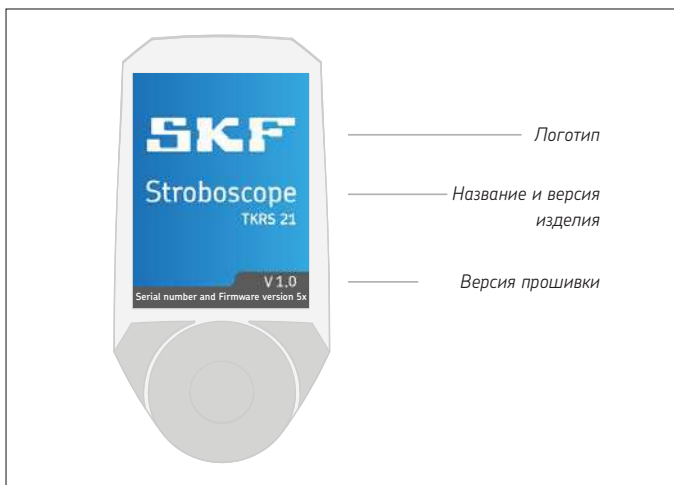 SKF
Логотип
Stroboscope
TKRS 21
Название и версия
изделия
V 1.0
Версия прошивки
Serial number and Firmware version 5x